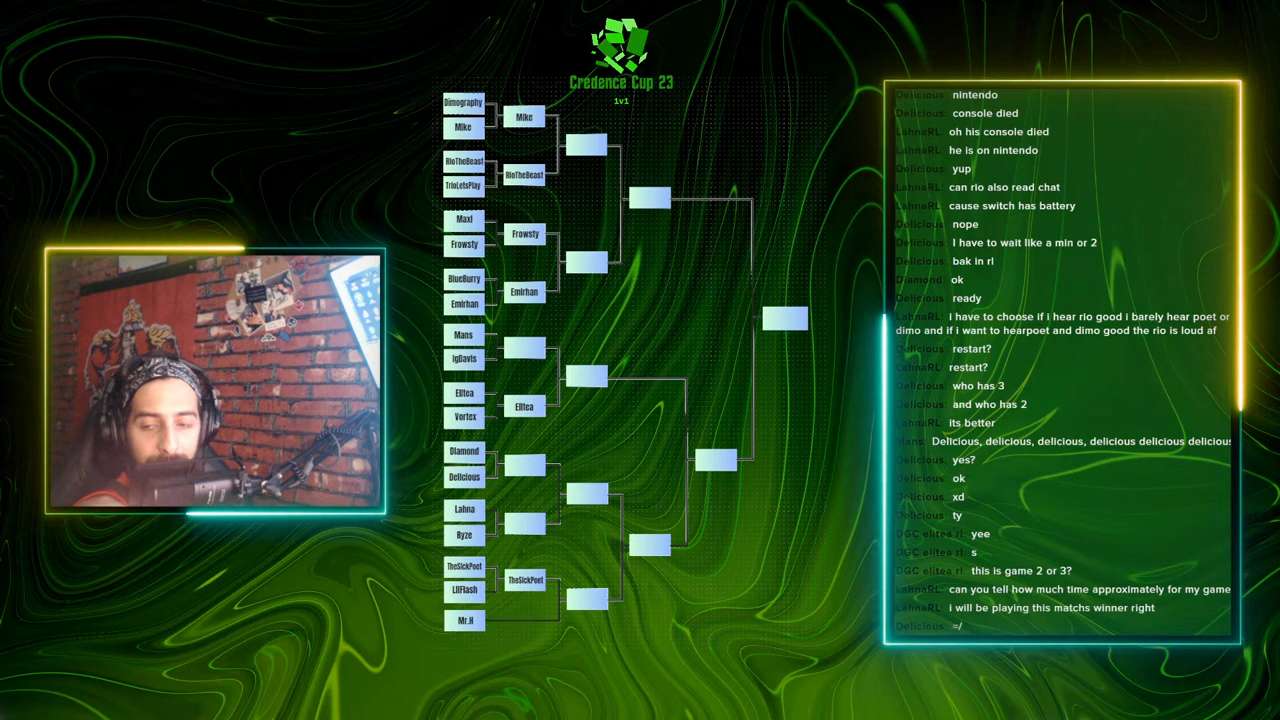 Credence Cup 23
1v1
Dimography
Mike
Mike
RioTheBeast
TrioLetsPlay
RioTheBeast
Maxi
Frowsty
Frowsty
BlueBurry
Emirhan
Emirhan
Mans
IgDavis
Elitea
Vortex
Elitea
Diamond
Delicious
Lahna
Ryze
TheSickPoet
LilFlash
TheSickPoet
Mr.H
Delicious: nintendo
Delicious: console died
LahnaRL: oh his console died
LahnaRL: he is on nintendo
Delicious: yup
LahnaRL: can rio also read chat
LahnaRL: cause switch has battery
Delicious: nope
Delicious: I have to wait like a min or 2
Delicious: bak in rl
Diamond: ok
Delicious: ready
LahnaRL: i have to choose if i hear rio good i barely hear poet or
dimo and if i want to hearpoet and dimo good the rio is loud af
Delicious: restart?
LahnaRL: restart?
Delicious: who has 3
Delicious: and who has 2
LahnaRL: its better
Mans: Delicious, delicious, delicious, delicious delicious delicious
Delicious: yes?
Delicious: ok
Delicious: xd
Delicious: ty
OGC elitea rl: yee
OGC elitea rl: s
OGC elitea rl: this is game 2 or 3?
LahnaRL: can you tell how much time approximately for my game
LahnaRL: i will be playing this matchs winner right
Delicious: =/